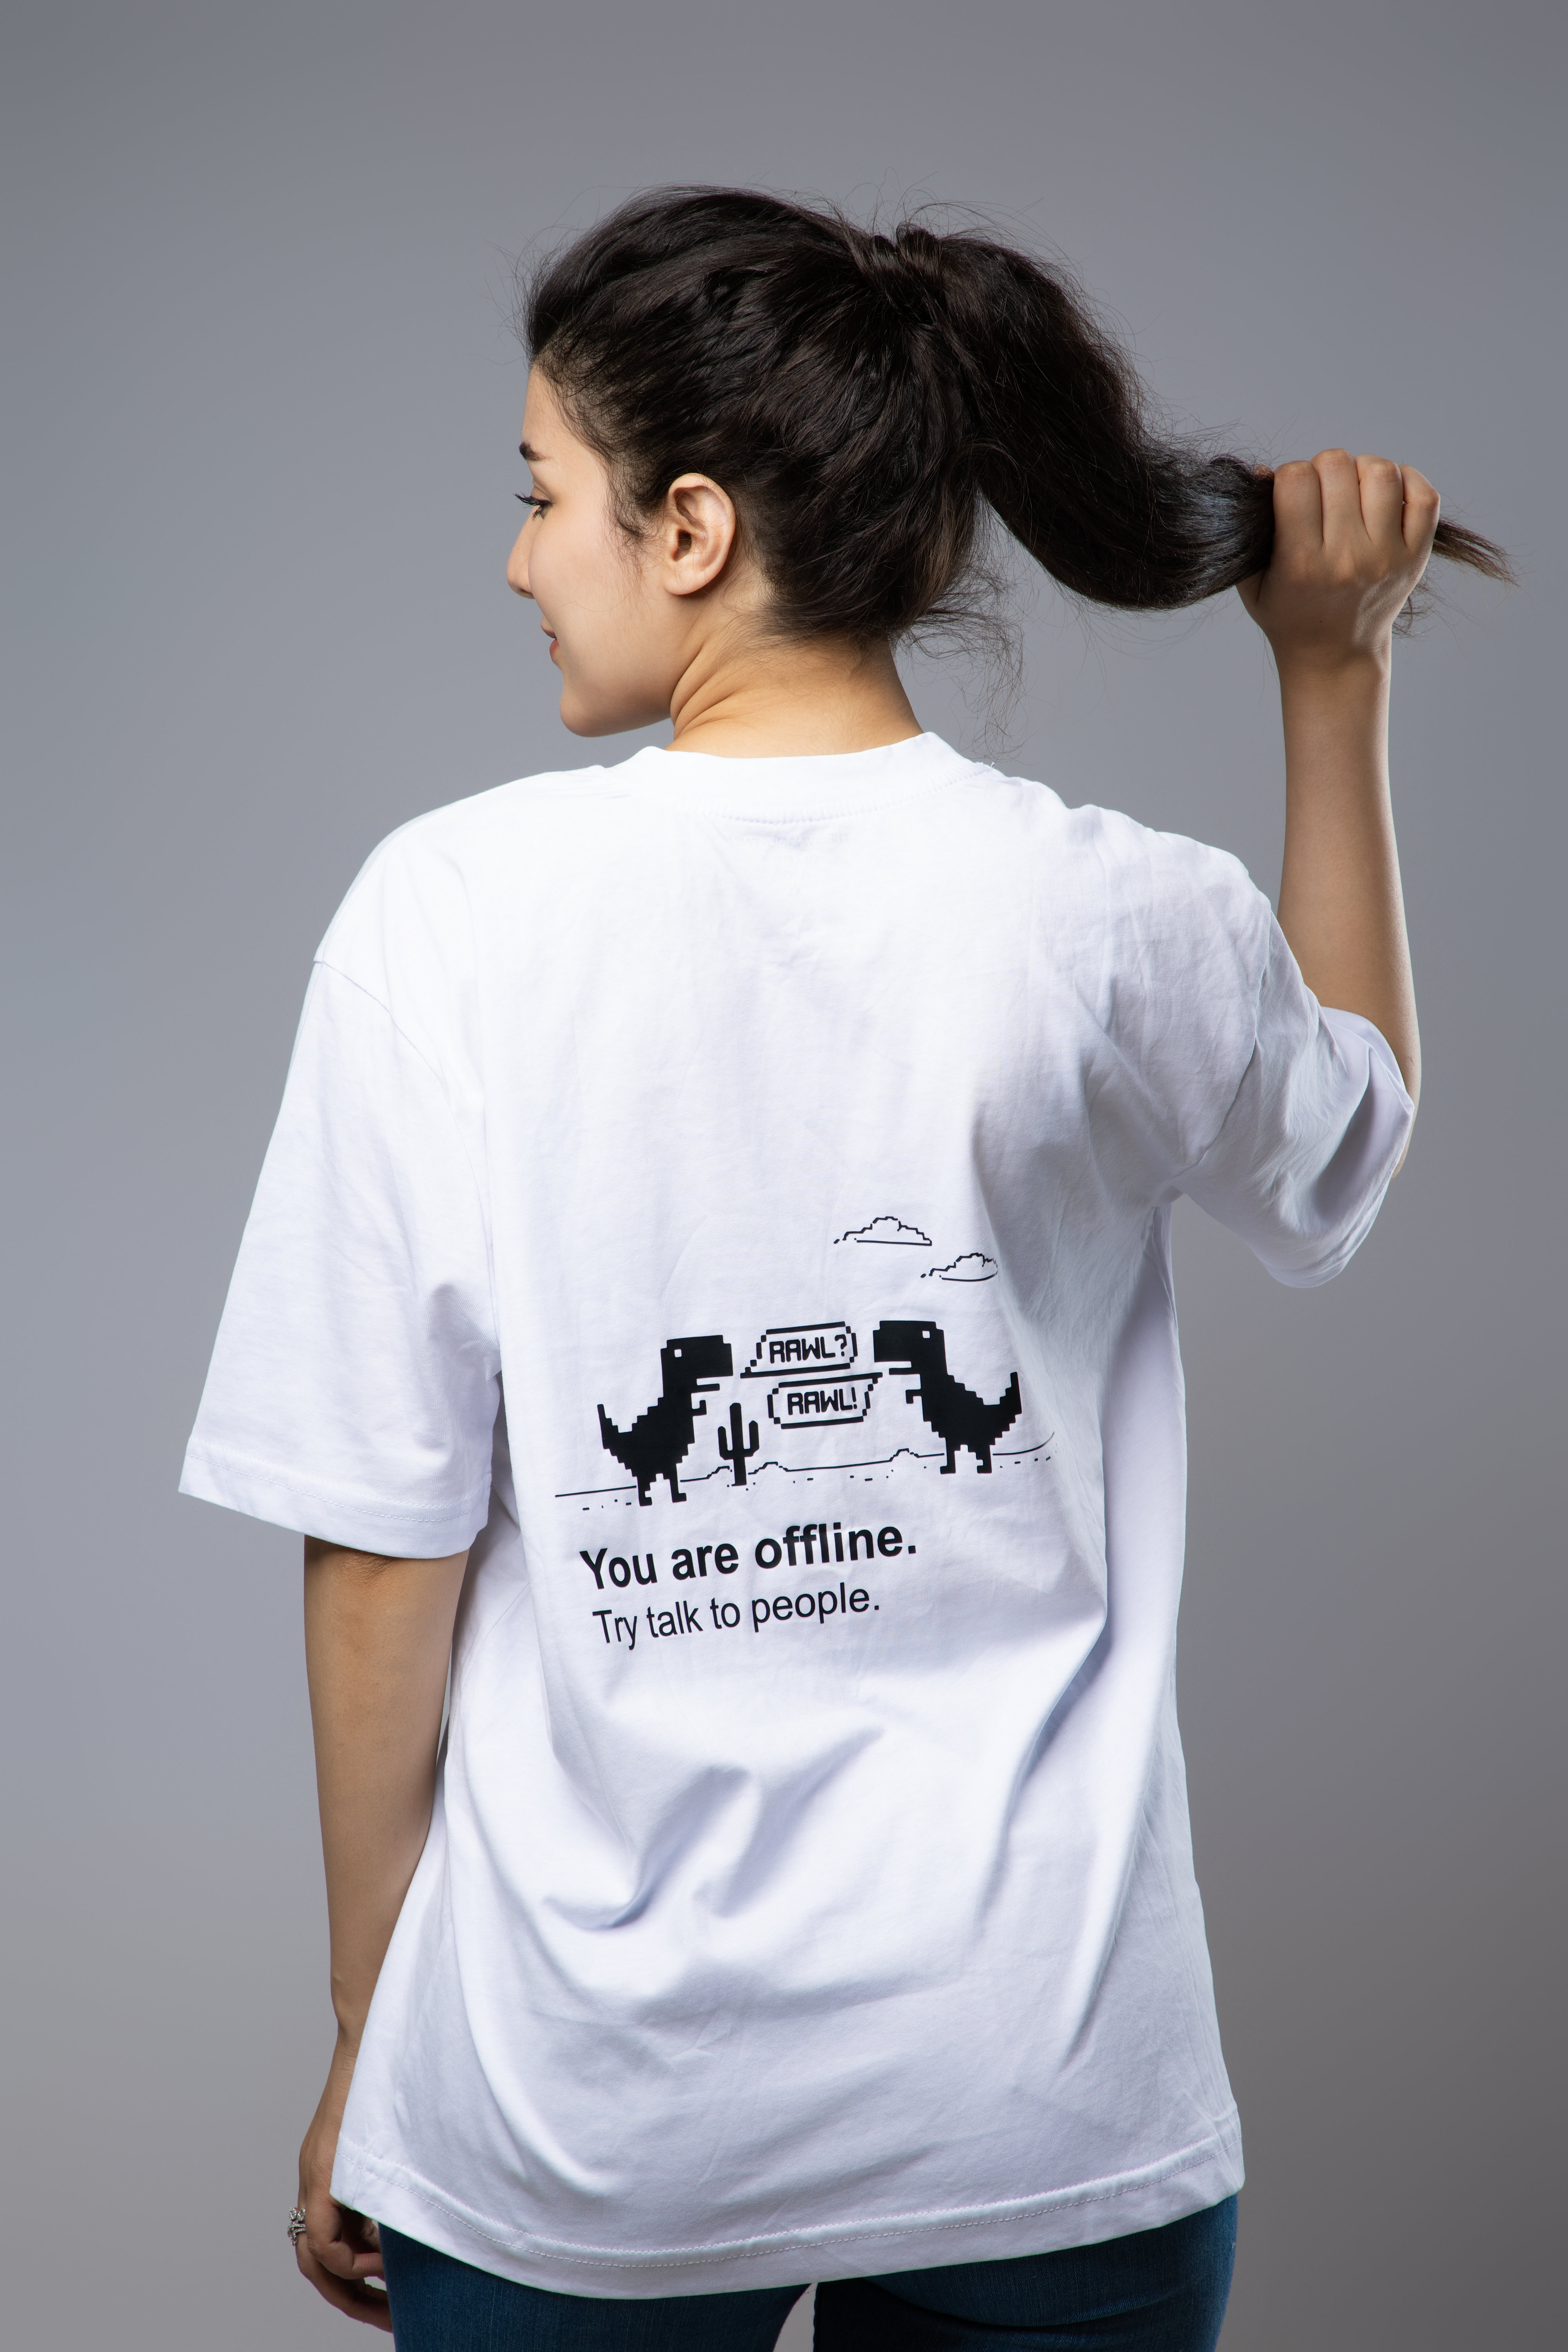 RAWL?
RAWL!
You are offline.
Try talk to people.